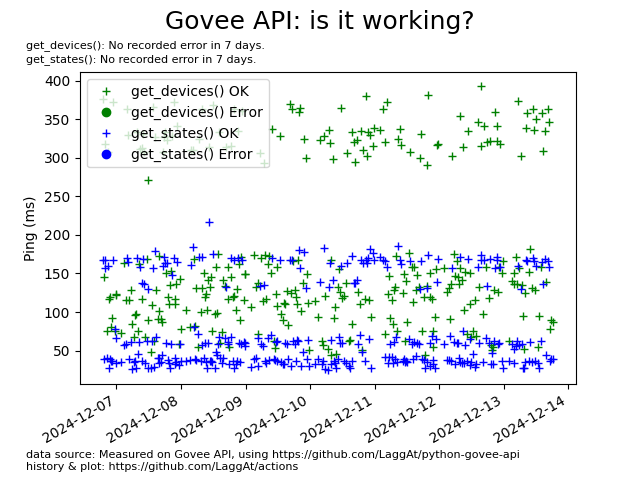 Govee API: is it working?
get_devices(): No recorded error in 7 days.
get_states(): No recorded error in 7 days.
400
350
300
250
200
150
100
50
Ping (ms)
get_devices() OK
get_devices() Error
get_states() OK
get_states() Error
2024-12-07
2024-12-08
2024-12-09
2024-12-10
2024-12-11
2024-12-12
2024-12-13
2024-12-14
data source: Measured on Govee API, using https://github.com/LaggAt/python-govee-api
history & plot: https://github.com/LaggAt/actions